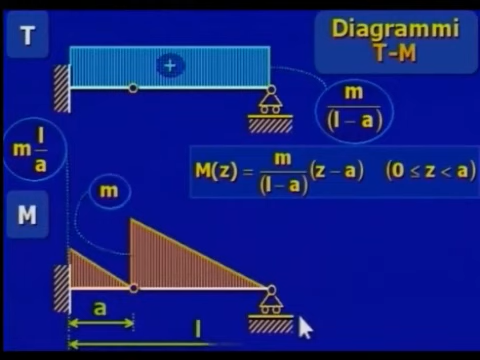 T
Diagrammi
T-M
+
m
(l - a)
m l
a
M(z) = m/(l - a) (z - a) (0 ≤ z < a)
m
M
a
l